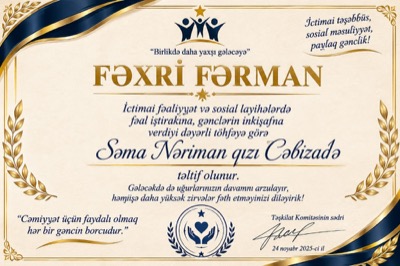 İctimai təşəbbüs,
sosial məsuliyyət,
paylaq gənclik!
"Birlikdə daha yaxşı gələcəyə"
FƏXRİ FƏRMAN
İctimai fəaliyyət və sosial layihələrdə
fəal iştirakına, gənclərin inkişafına
verdiyi dəyərli töhfəyə görə
Səma Nəriman qızı Cəbizadə
təltif olunur.
Gələcəkdə də uğurlarınızın davamını arzulayır,
həmişə daha yüksək zirvələr fəth etməyinizi diləyirik!
"Cəmiyyət üçün faydalı olmaq
hər bir gəncin borcudur."
Təşkilat Komitəsinin sədri
24 noyabr 2025-ci il